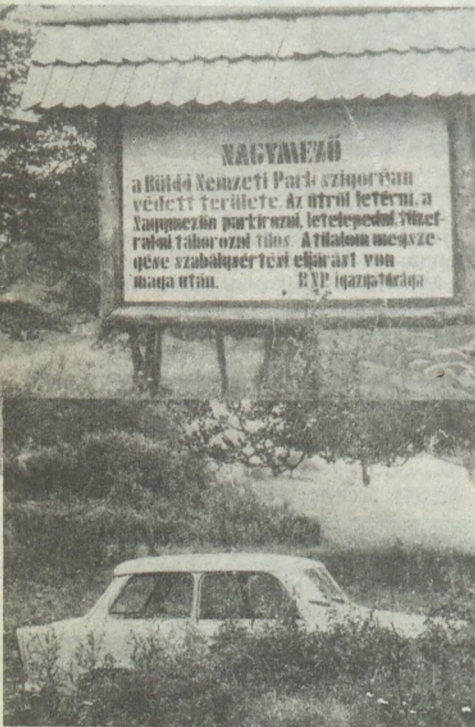 NAGYMEZŐ
a Bükki Nemzeti Park szigorúan
védett területe. Az útról letérni, a
Nagymezőn parkírozni, letelepedni, tüzet
rakni táborozni tilos. A tilalom megsze-
gése szabálysértési eljárást von
maga után. BNP igazgatósága